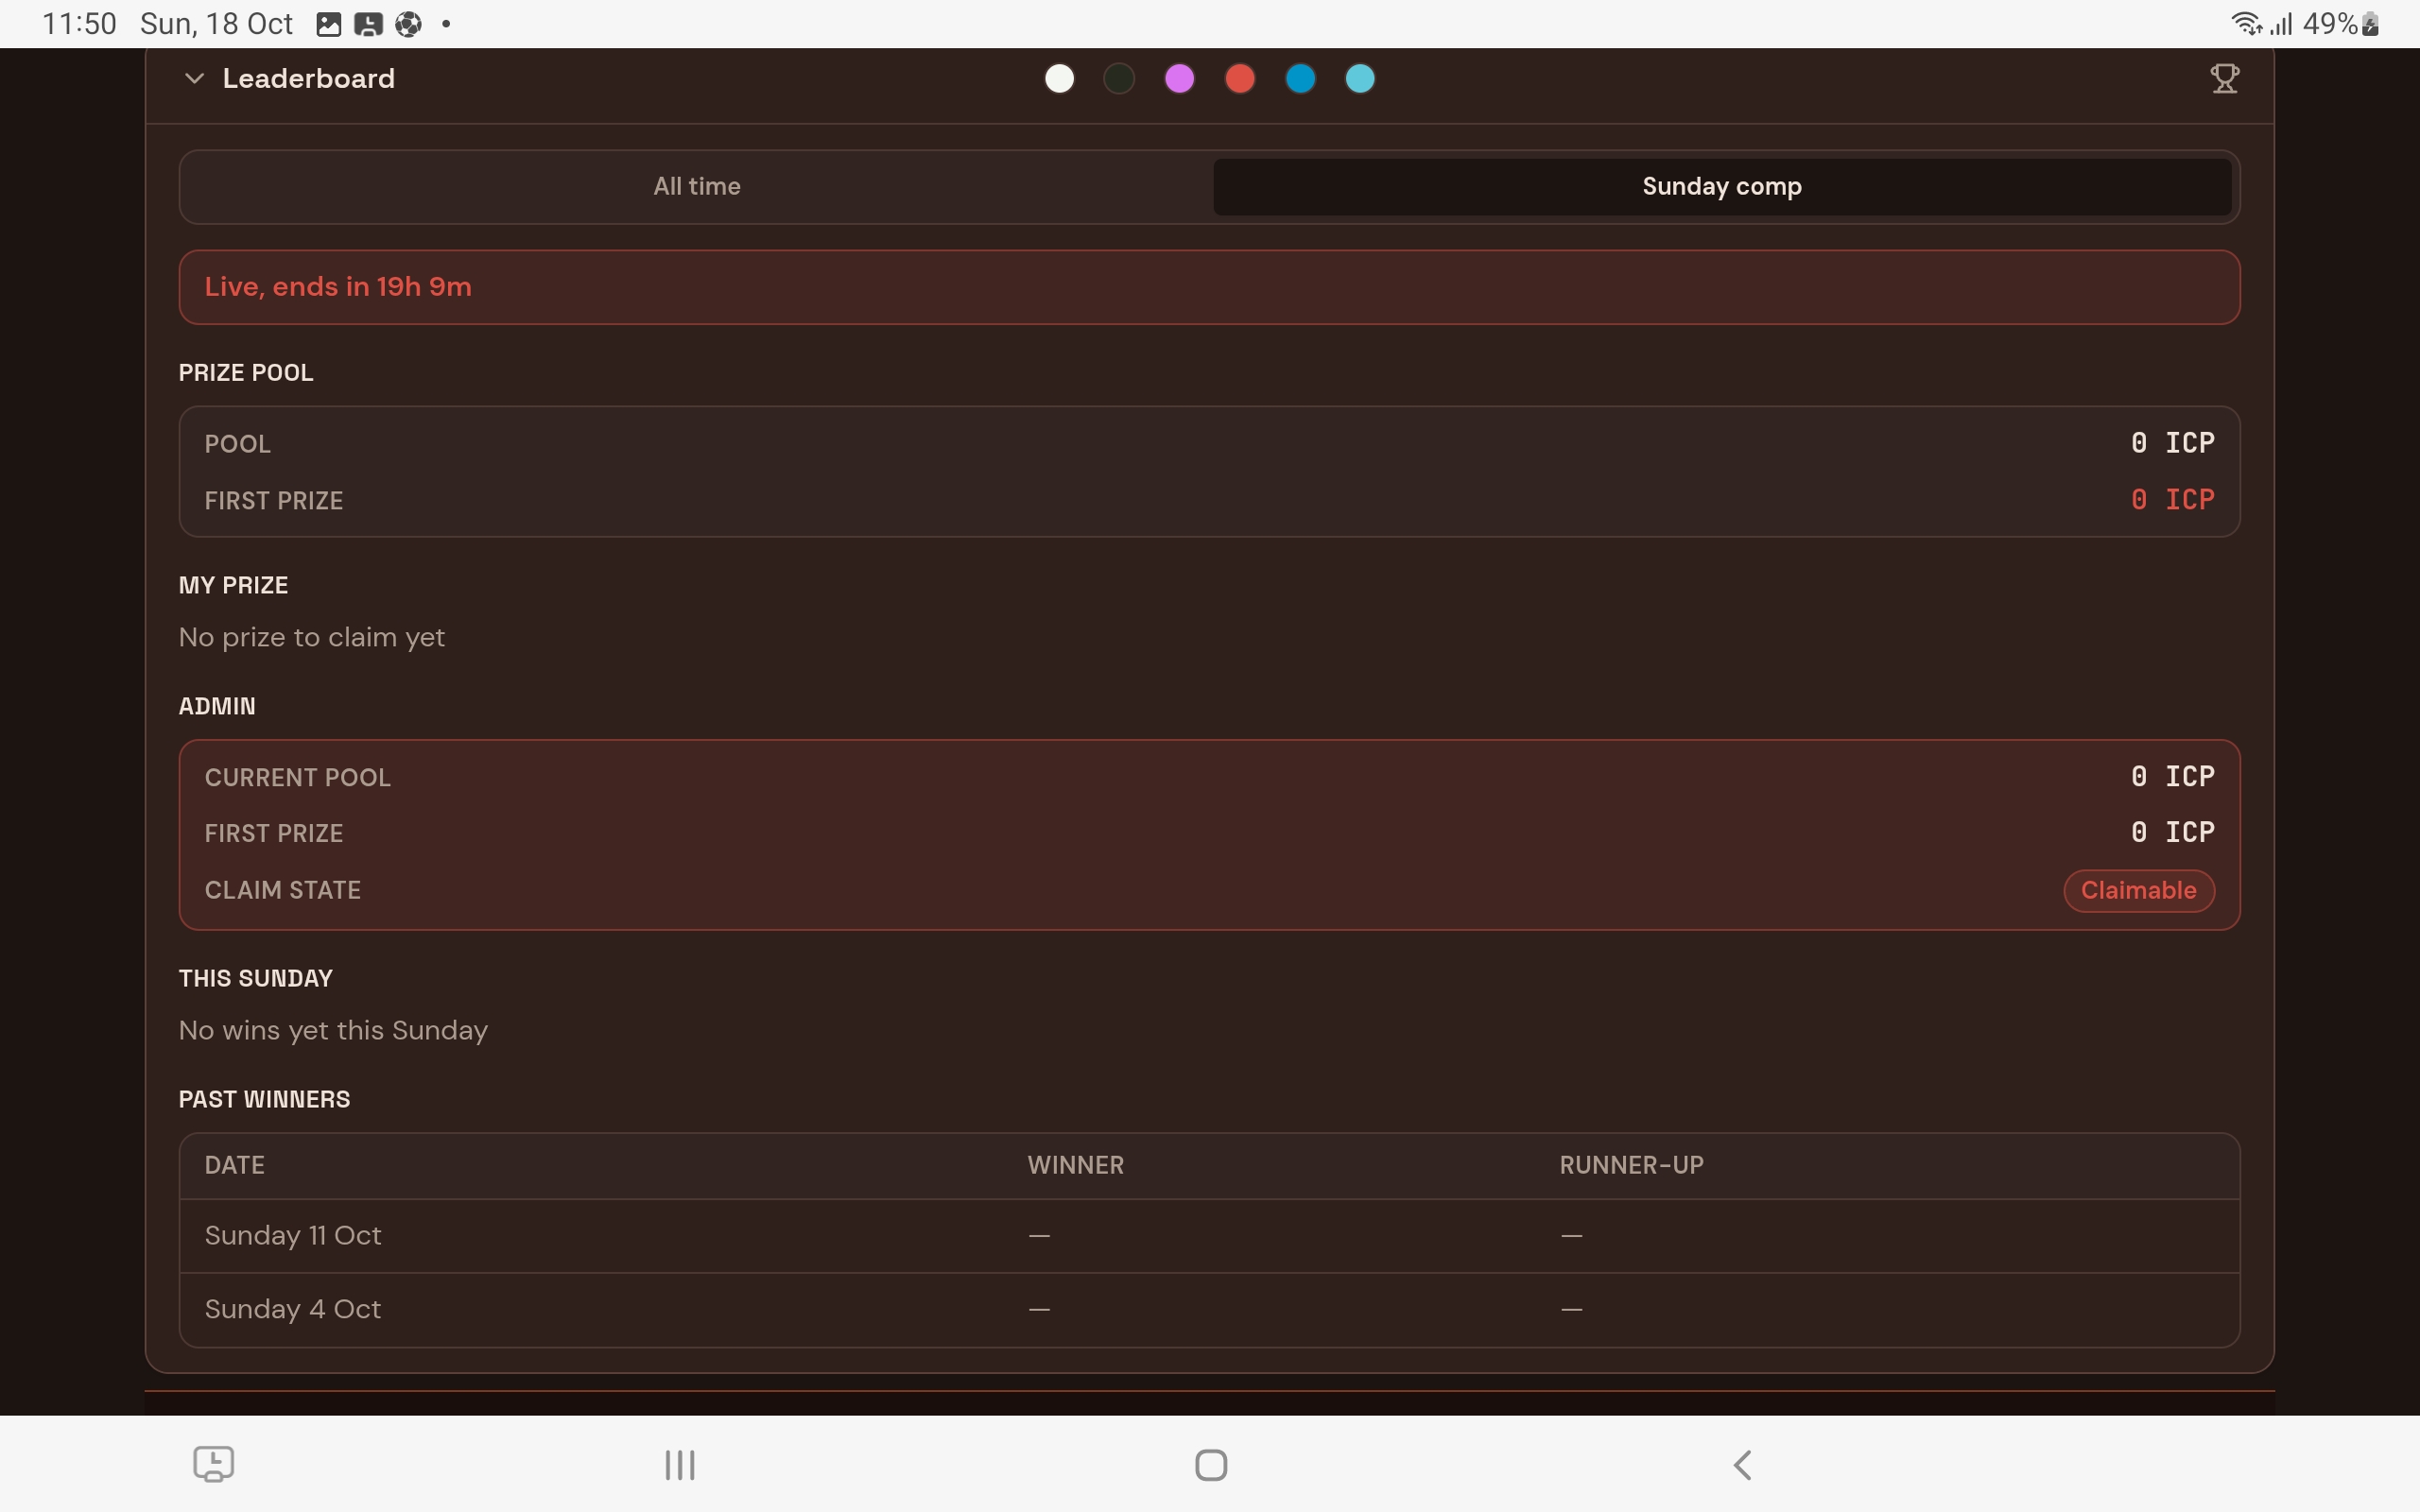 11:50 Sun, 18 Oct 49%
Leaderboard
All time Sunday comp
Live, ends in 19h 9m
PRIZE POOL
POOL 0 ICP
FIRST PRIZE 0 ICP
MY PRIZE
No prize to claim yet
ADMIN
CURRENT POOL 0 ICP
FIRST PRIZE 0 ICP
CLAIM STATE Claimable
THIS SUNDAY
No wins yet this Sunday
PAST WINNERS
DATE WINNER RUNNER-UP
Sunday 11 Oct — —
Sunday 4 Oct — —